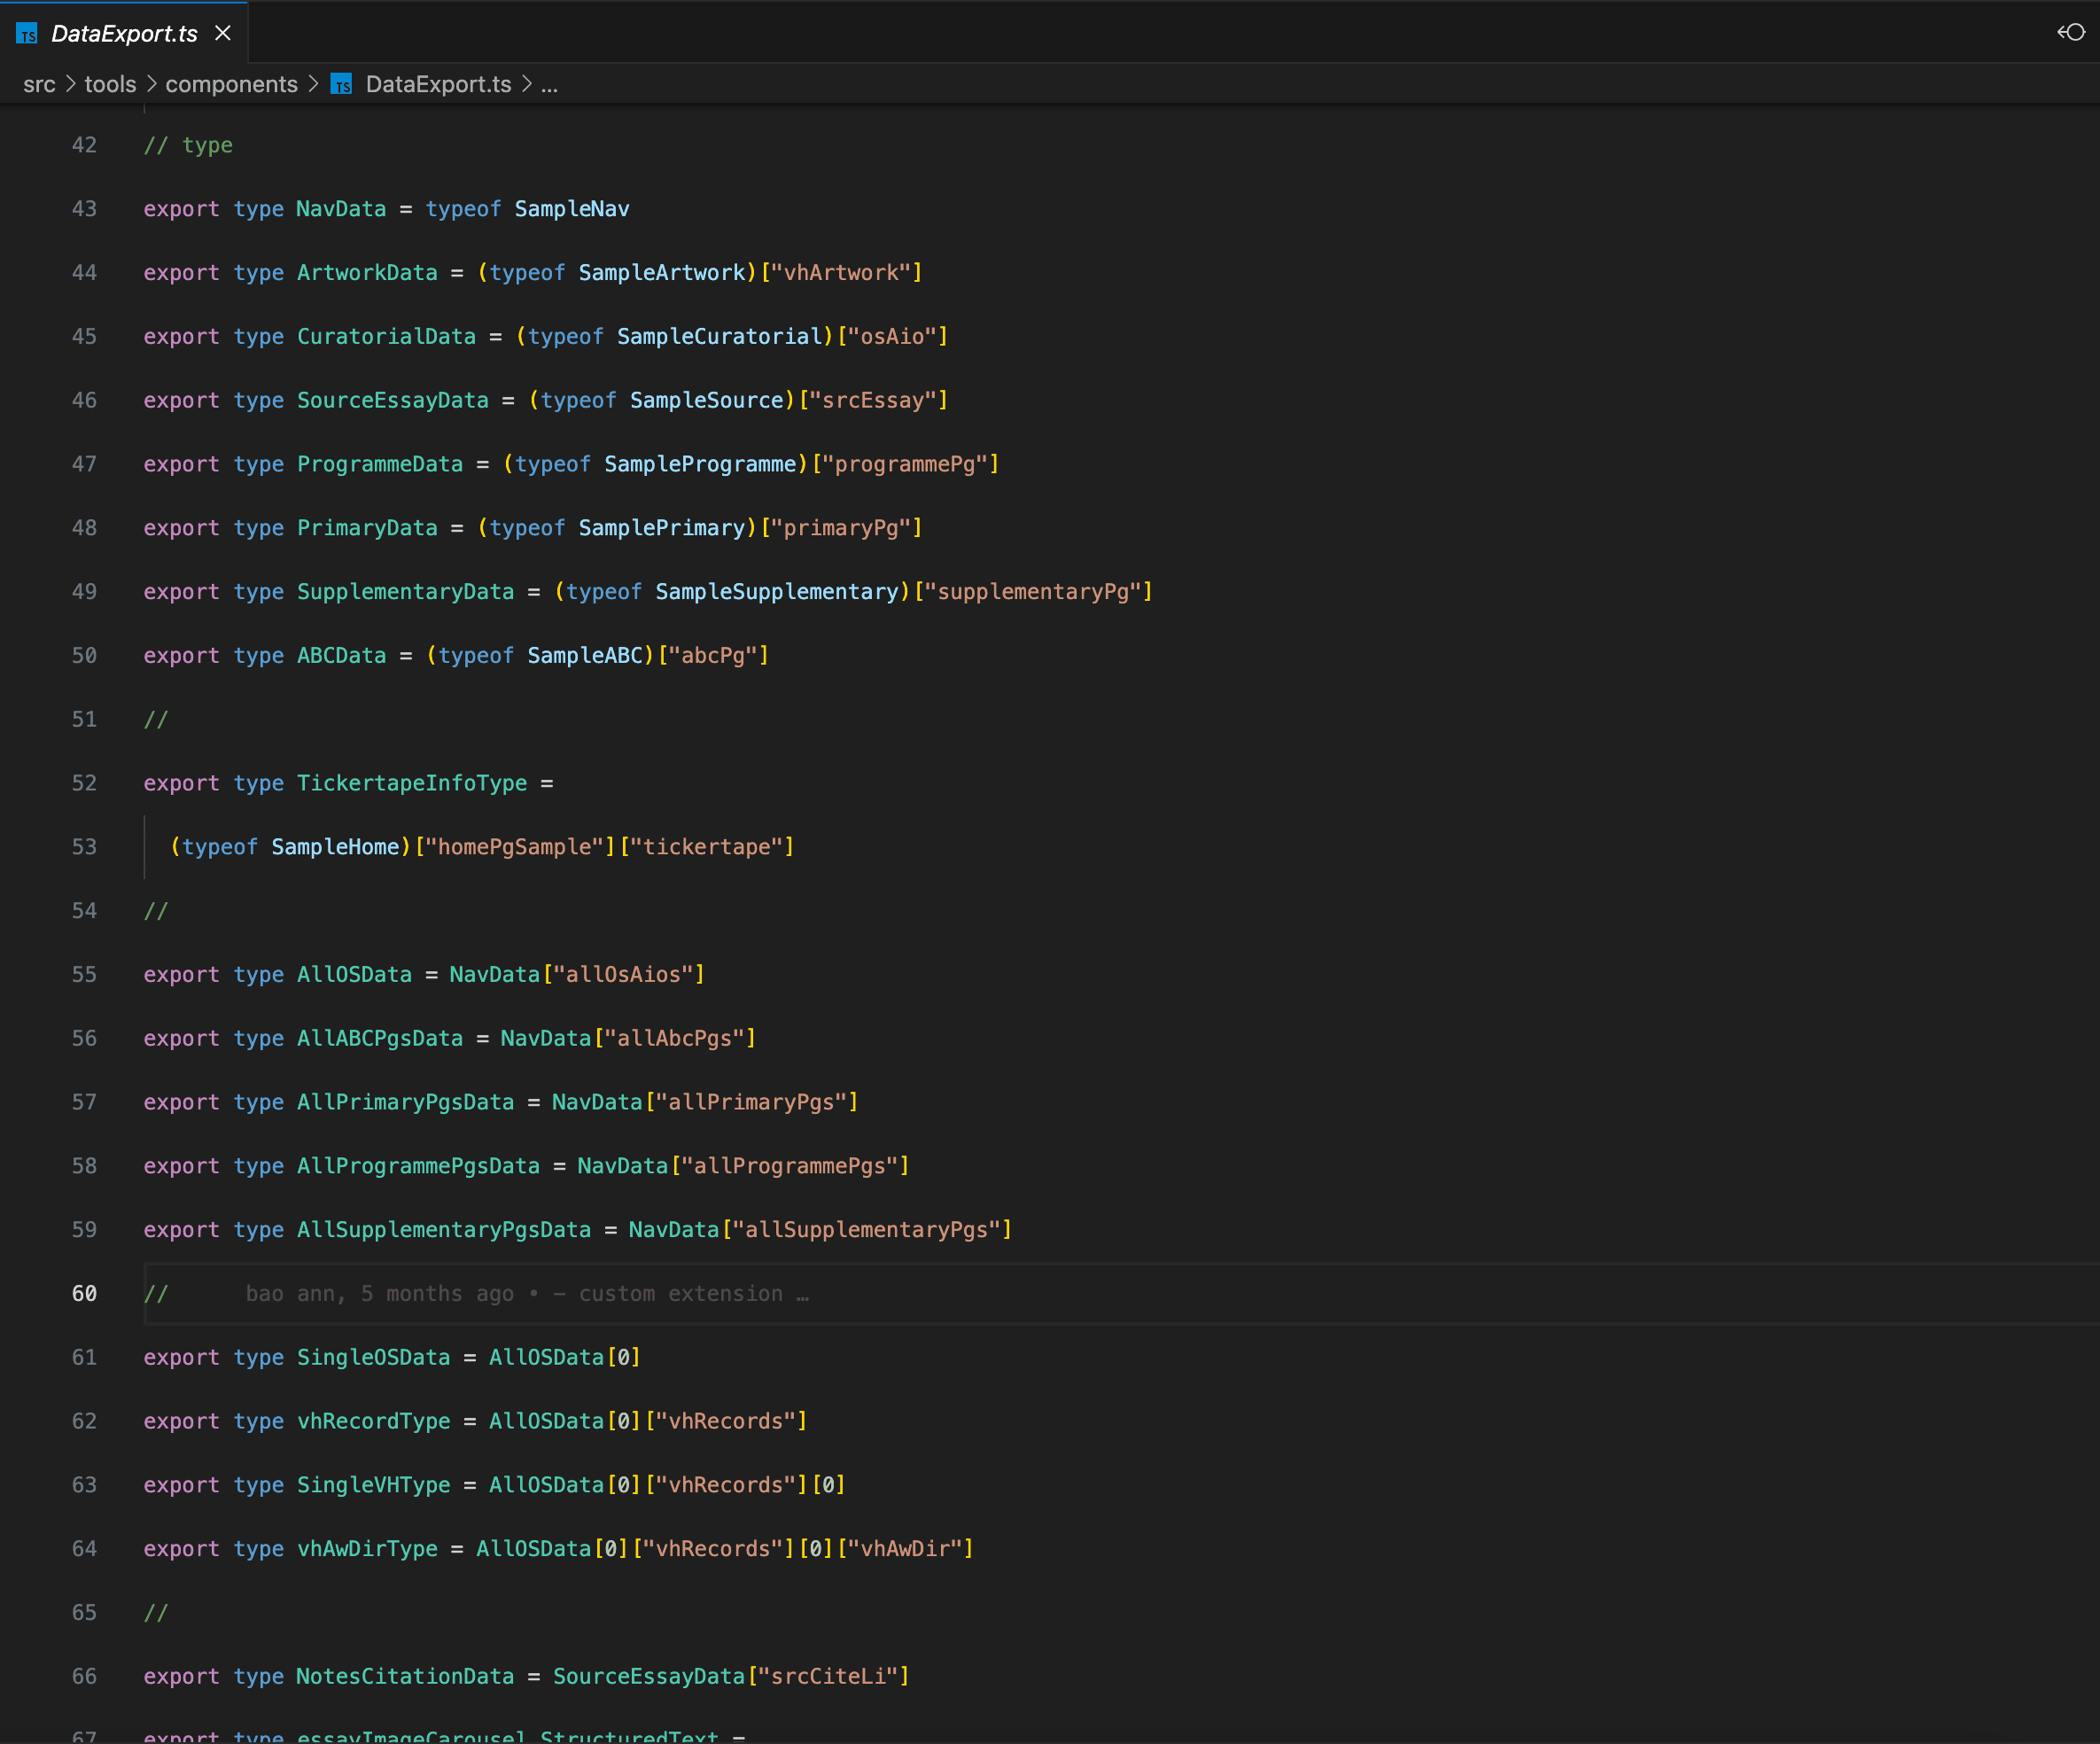 DataExport.ts
src > tools > components > TS DataExport.ts > ...
42 // type
43 export type NavData = typeof SampleNav
44 export type ArtworkData = (typeof SampleArtwork)["vhArtwork"]
45 export type CuratorialData = (typeof SampleCuratorial)["osAio"]
46 export type SourceEssayData = (typeof SampleSource)["srcEssay"]
47 export type ProgrammeData = (typeof SampleProgramme)["programmePg"]
48 export type PrimaryData = (typeof SamplePrimary)["primaryPg"]
49 export type SupplementaryData = (typeof SampleSupplementary)["supplementaryPg"]
50 export type ABCData = (typeof SampleABC)["abcPg"]
51 //
52 export type TickertapeInfoType =
53 (typeof SampleHome)["homePgSample"]["tickertape"]
54 //
55 export type AllOSData = NavData["allOsAios"]
56 export type AllABCPgsData = NavData["allAbcPgs"]
57 export type AllPrimaryPgsData = NavData["allPrimaryPgs"]
58 export type AllProgrammePgsData = NavData["allProgrammePgs"]
59 export type AllSupplementaryPgsData = NavData["allSupplementaryPgs"]
60 // bao ann, 5 months ago • – custom extension …
61 export type SingleOSData = AllOSData[0]
62 export type vhRecordType = AllOSData[0]["vhRecords"]
63 export type SingleVHType = AllOSData[0]["vhRecords"][0]
64 export type vhAwDirType = AllOSData[0]["vhRecords"][0]["vhAwDir"]
65 //
66 export type NotesCitationData = SourceEssayData["srcCiteLi"]
67 export type essayImageCarousel_StructuredText =